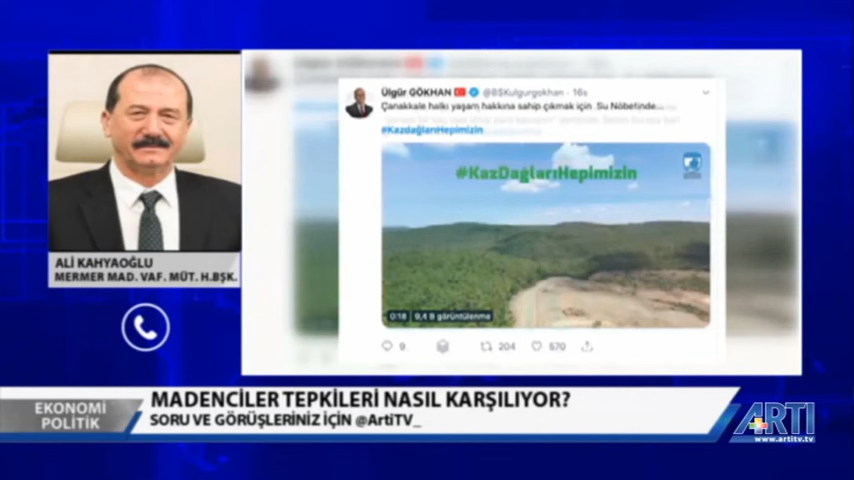 Ülgür GÖKHAN @BSKulgurgokhan · 16s
Çanakkale halkı yaşam hakkına sahip çıkmak için Su Nöbetinde...
#KazdağlarıHepimizin
#KazDağlarıHepimizin
0:18 9,4 B görüntülenme
9 204 570
ALİ KAHYAOĞLU
MERMER MAD. VAF. MÜT. H.BŞK.
EKONOMİ
POLİTİK
MADENCİLER TEPKİLERİ NASIL KARŞILIYOR?
SORU VE GÖRÜŞLERİNİZ İÇİN @ArtiTV_
ARTI
www.artitv.tv